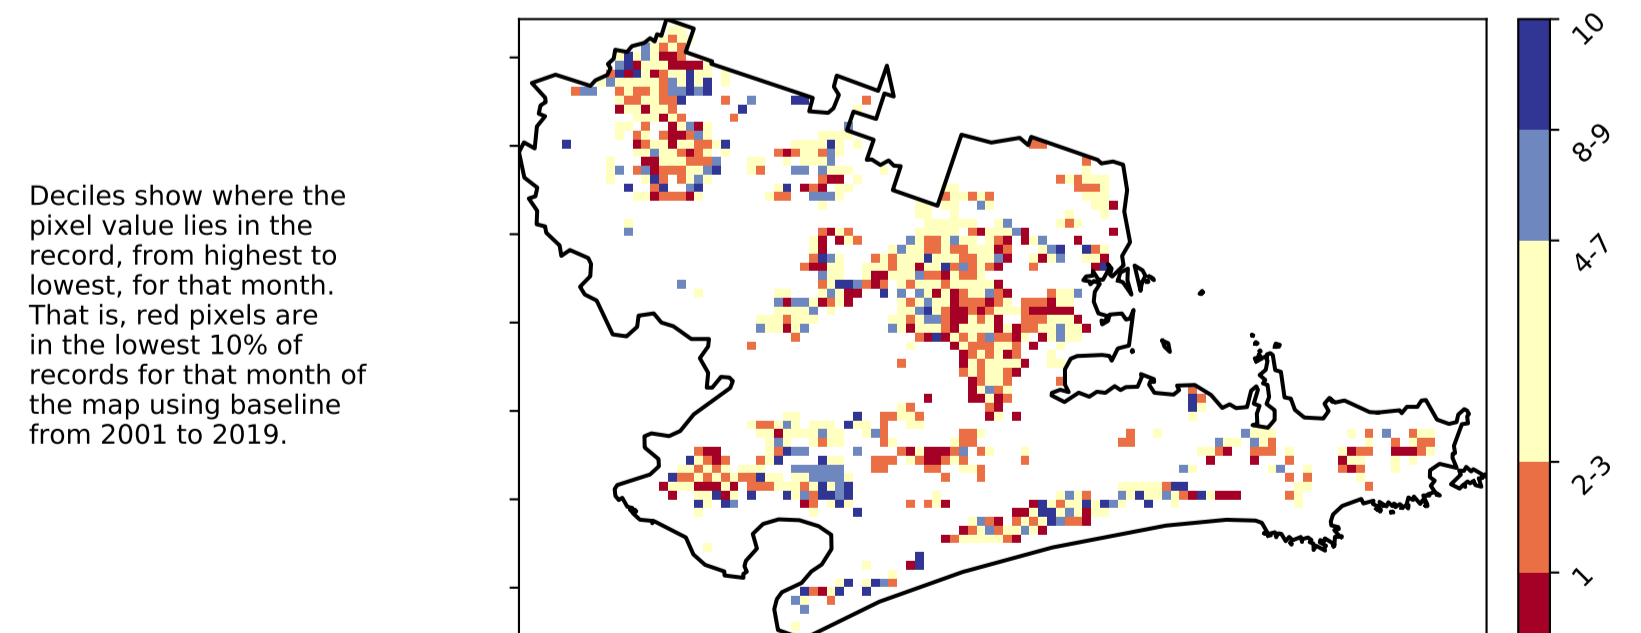 Deciles show where the
pixel value lies in the
record, from highest to
lowest, for that month.
That is, red pixels are
in the lowest 10% of
records for that month of
the map using baseline
from 2001 to 2019.
10
8-9
4-7
2-3
1